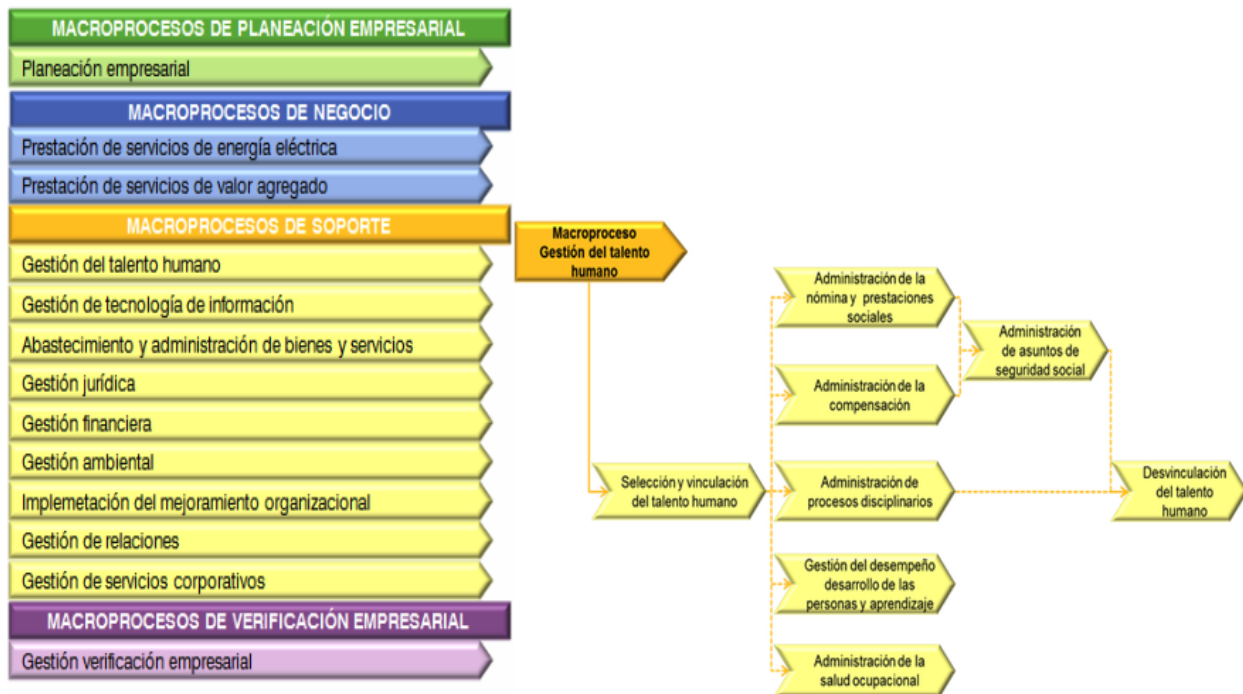 MACROPROCESOS DE PLANEACIÓN EMPRESARIAL
Planeación empresarial
MACROPROCESOS DE NEGOCIO
Prestación de servicios de energía eléctrica
Prestación de servicios de valor agregado
MACROPROCESOS DE SOPORTE
Gestión del talento humano
Gestión de tecnología de información
Abastecimiento y administración de bienes y servicios
Gestión jurídica
Gestión financiera
Gestión ambiental
Implemetación del mejoramiento organizacional
Gestión de relaciones
Gestión de servicios corporativos
MACROPROCESOS DE VERIFICACIÓN EMPRESARIAL
Gestión verificación empresarial
Macroproceso
Gestión del talento
humano
Selección y vinculación
del talento humano
Administración de la
nómina y prestaciones
sociales
Administración de la
compensación
Administración de
procesos disciplinarios
Gestión del desempeño
desarrollo de las
personas y aprendizaje
Administración de la
salud ocupacional
Administración
de asuntos de
seguridad social
Desvinculación
del talento
humano